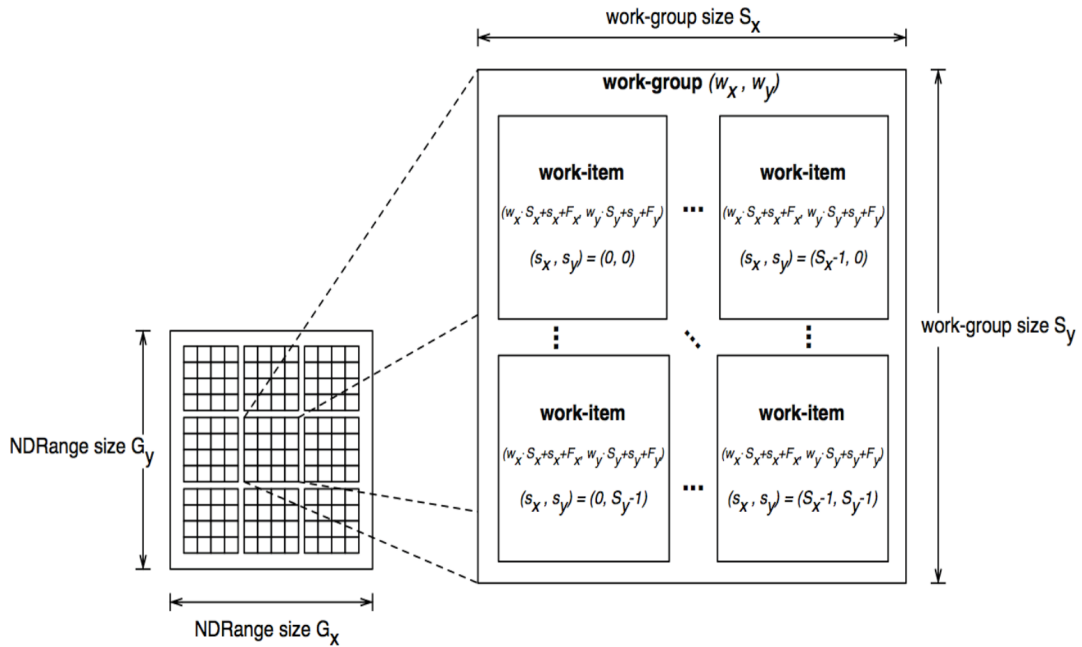 work-group size Sx
work-group (wx , wy)
work-item
(wx·Sx+sx+Fx, wy·Sy+sy+Fy)
(sx , sy) = (0, 0)
...
work-item
(wx·Sx+sx+Fx, wy·Sy+sy+Fy)
(sx , sy) = (Sx-1, 0)
work-group size Sy
work-item
(wx·Sx+sx+Fx, wy·Sy+sy+Fy)
(sx , sy) = (0, Sy-1)
...
work-item
(wx·Sx+sx+Fx, wy·Sy+sy+Fy)
(sx , sy) = (Sx-1, Sy-1)
NDRange size Gy
NDRange size Gx